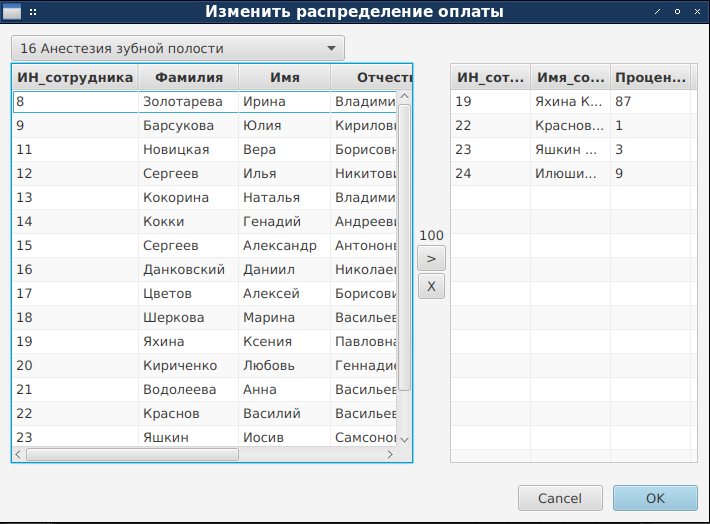 Изменить распределение оплаты
16 Анестезия зубной полости
ИН_сотрудника Фамилия Имя Отчест
8 Золотарева Ирина Владими
9 Барсукова Юлия Кирилов
11 Новицкая Вера Борисовн
12 Сергеев Илья Никитови
13 Кокорина Наталья Владими
14 Кокки Генадий Андрееви
15 Сергеев Александр Антонон
16 Данковский Даниил Николаев
17 Цветов Алексей Борисови
18 Шеркова Марина Васильев
19 Яхина Ксения Павловна
20 Кириченко Любовь Геннадие
21 Водолеева Анна Васильев
22 Краснов Василий Васильев
23 Яшкин Иосив Самсонов
100
>
X
ИН_сот... Имя_со... Процен...
19 Яхина К... 87
22 Краснов... 1
23 Яшкин ... 3
24 Илюши... 9
Cancel OK